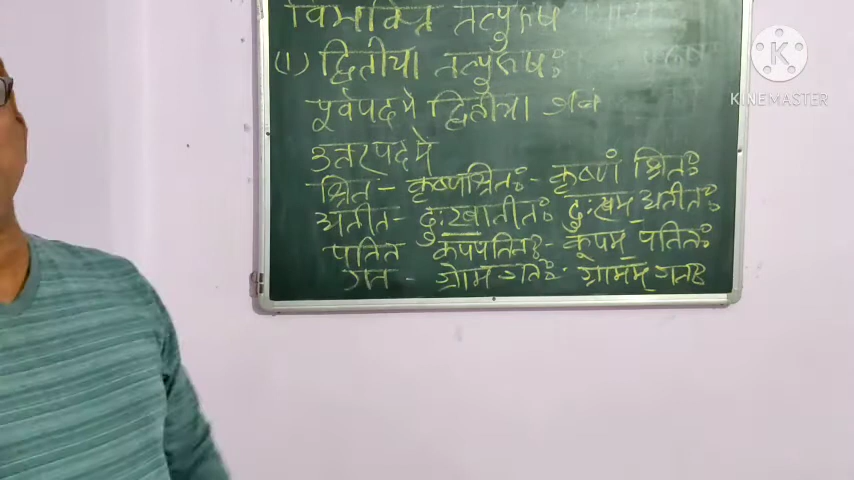 विभक्ति तत्पुरुष
(1) द्वितीया तत्पुरुषः
पूर्वपदमे द्वितीया
उत्तरपदमे
श्रित - कृष्णश्रितः - कृष्णं श्रितः
अतीत - दुःखातीतः दुःखम् अतीतः
पतित कूपपतितः - कूपम् पतितः
गत - ग्रामगतः - ग्रामम् गतः
KINEMASTER